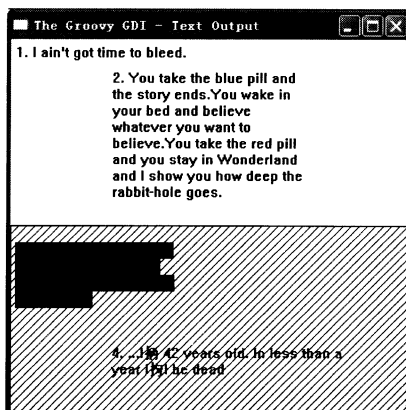 The Groovy GDI - Text Output
1. I ain't got time to bleed.
2. You take the blue pill and
the story ends.You wake in
your bed and believe
whatever you want to
believe.You take the red pill
and you stay in Wonderland
and I show you how deep the
rabbit-hole goes.
4. ...I 42 years old. In less than a
year I be dead